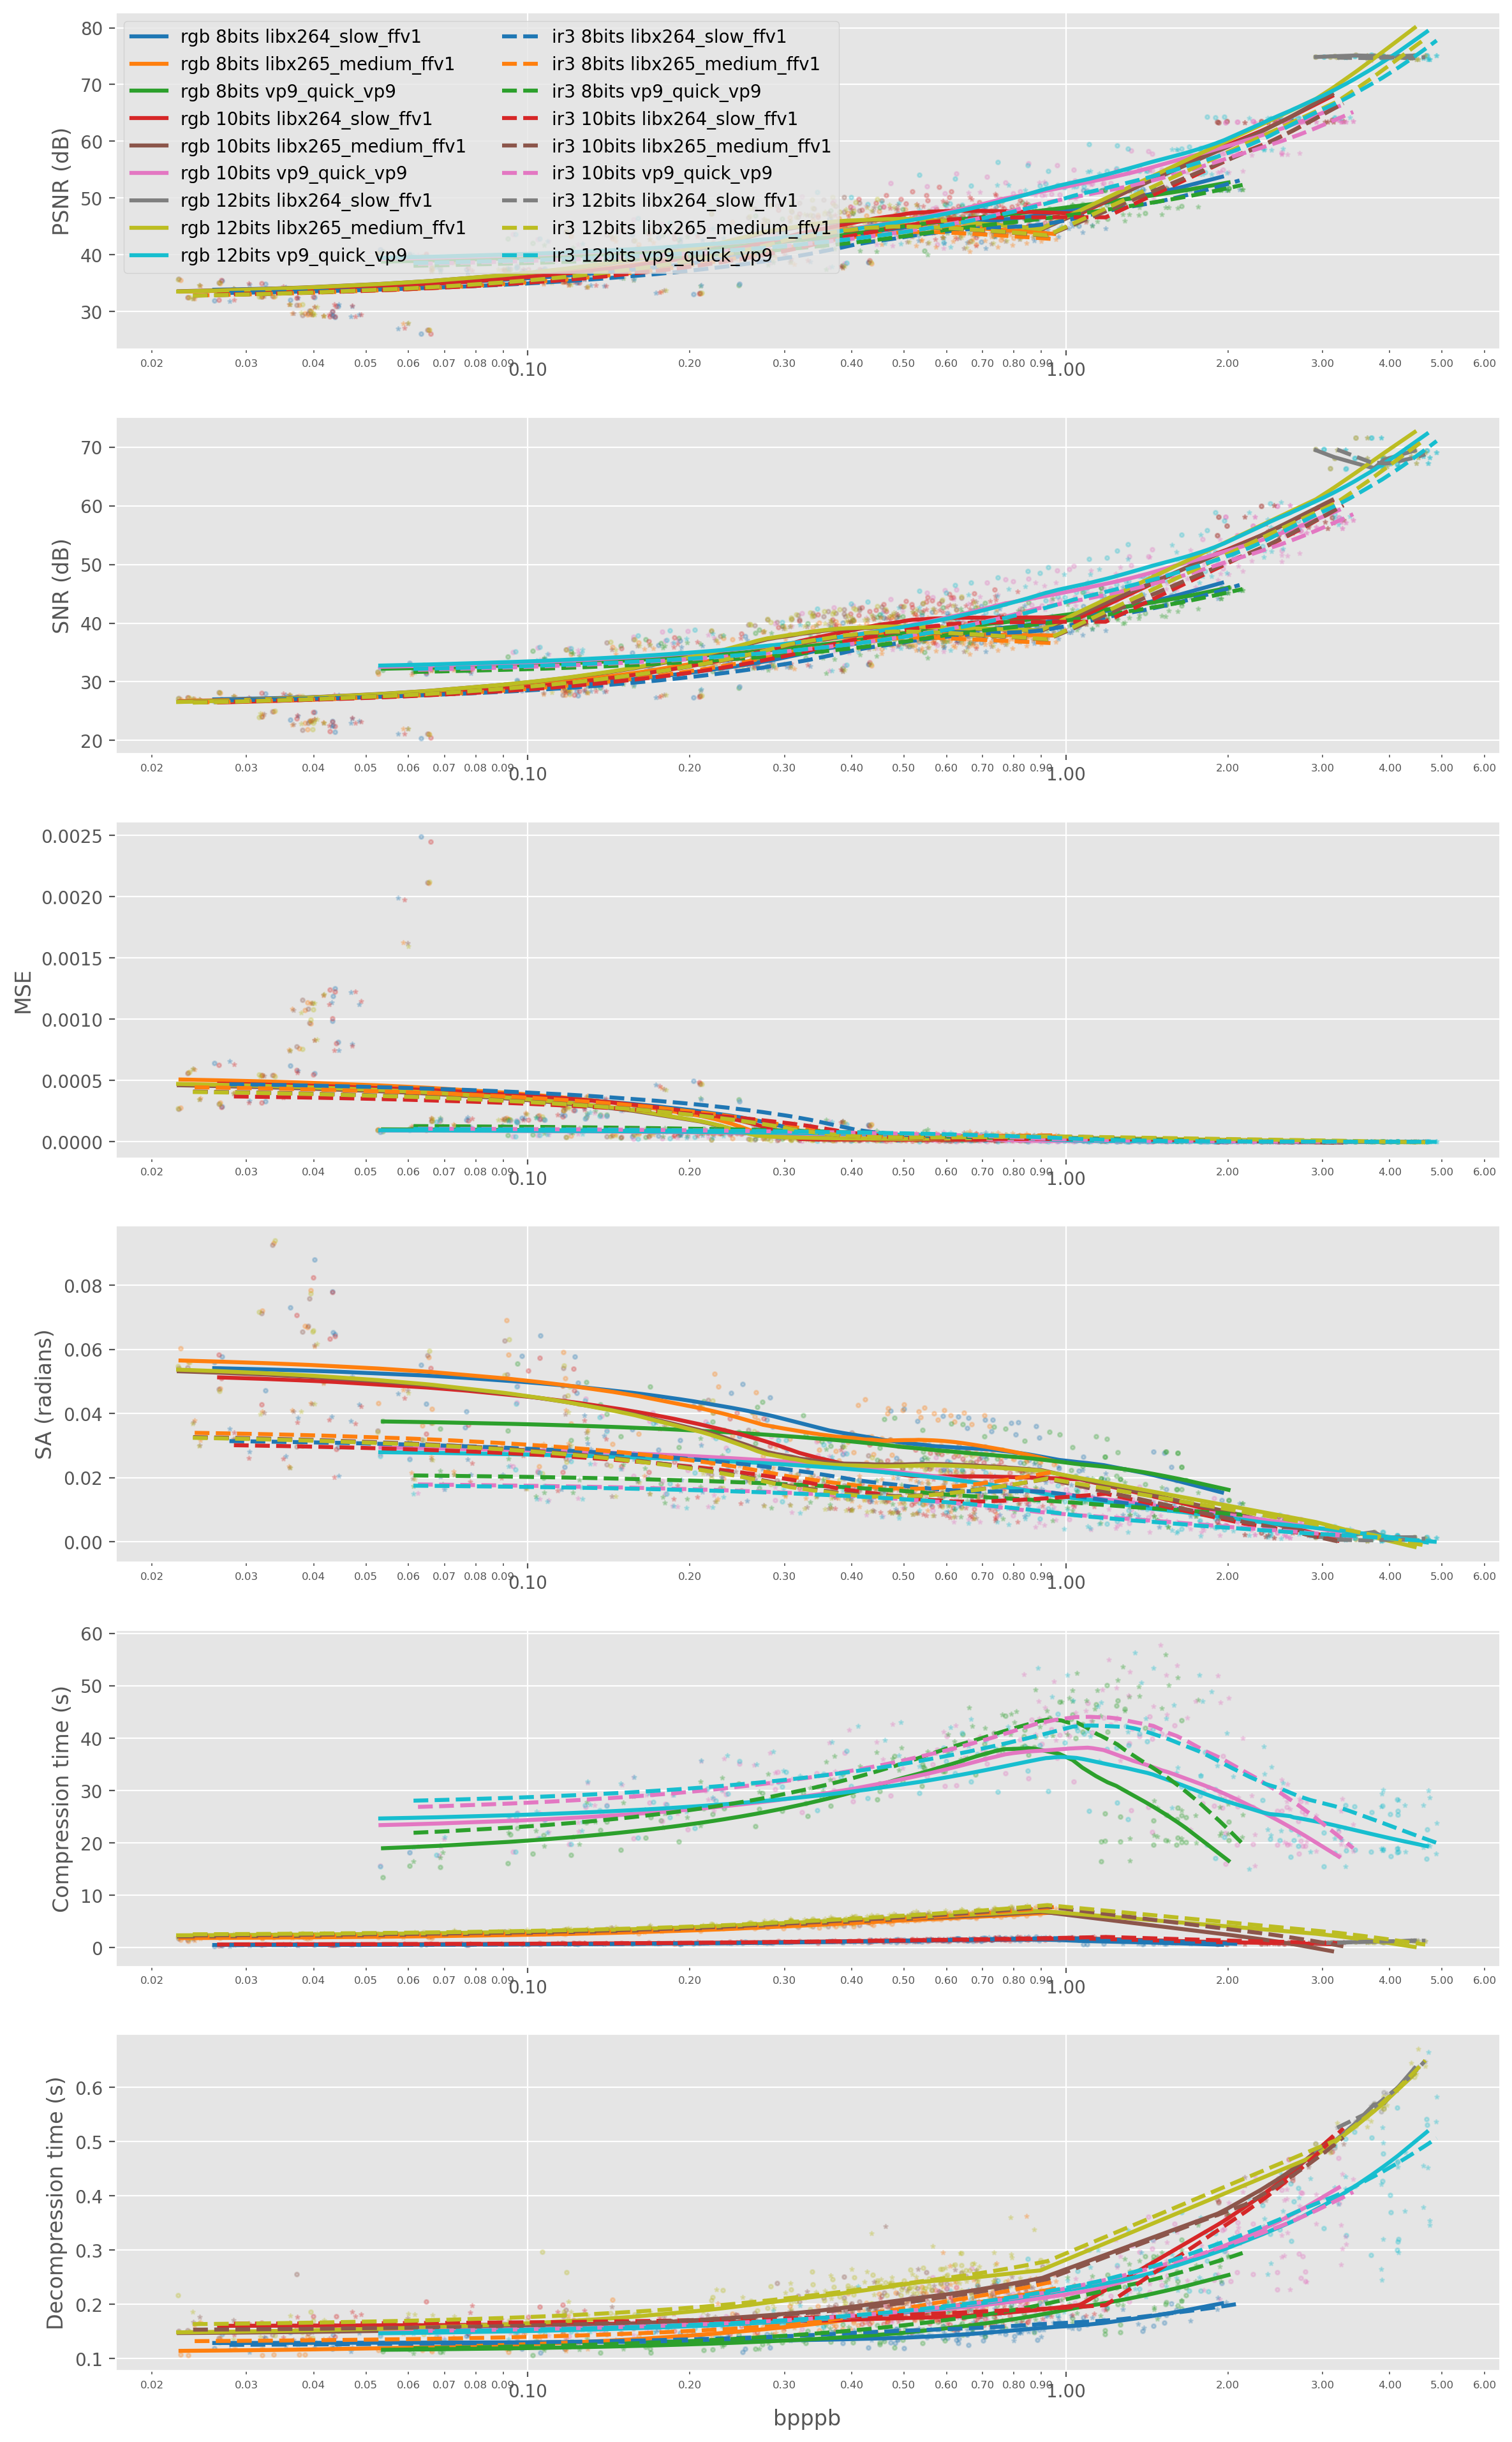 80
70
60
50
40
30
PSNR (dB)
rgb 8bits libx264_slow_ffv1
rgb 8bits libx265_medium_ffv1
rgb 8bits vp9_quick_vp9
rgb 10bits libx264_slow_ffv1
rgb 10bits libx265_medium_ffv1
rgb 10bits vp9_quick_vp9
rgb 12bits libx264_slow_ffv1
rgb 12bits libx265_medium_ffv1
rgb 12bits vp9_quick_vp9
ir3 8bits libx264_slow_ffv1
ir3 8bits libx265_medium_ffv1
ir3 8bits vp9_quick_vp9
ir3 10bits libx264_slow_ffv1
ir3 10bits libx265_medium_ffv1
ir3 10bits vp9_quick_vp9
ir3 12bits libx264_slow_ffv1
ir3 12bits libx265_medium_ffv1
ir3 12bits vp9_quick_vp9
0.02 0.03 0.04 0.05 0.06 0.07 0.08 0.09 0.10 0.20 0.30 0.40 0.50 0.60 0.70 0.80 0.90 1.00 2.00 3.00 4.00 5.00 6.00
70
60
50
40
30
20
SNR (dB)
0.02 0.03 0.04 0.05 0.06 0.07 0.08 0.09 0.10 0.20 0.30 0.40 0.50 0.60 0.70 0.80 0.90 1.00 2.00 3.00 4.00 5.00 6.00
0.0025
0.0020
0.0015
0.0010
0.0005
0.0000
MSE
0.02 0.03 0.04 0.05 0.06 0.07 0.08 0.09 0.10 0.20 0.30 0.40 0.50 0.60 0.70 0.80 0.90 1.00 2.00 3.00 4.00 5.00 6.00
0.08
0.06
0.04
0.02
0.00
SA (radians)
0.02 0.03 0.04 0.05 0.06 0.07 0.08 0.09 0.10 0.20 0.30 0.40 0.50 0.60 0.70 0.80 0.90 1.00 2.00 3.00 4.00 5.00 6.00
60
50
40
30
20
10
0
Compression time (s)
0.02 0.03 0.04 0.05 0.06 0.07 0.08 0.09 0.10 0.20 0.30 0.40 0.50 0.60 0.70 0.80 0.90 1.00 2.00 3.00 4.00 5.00 6.00
0.6
0.5
0.4
0.3
0.2
0.1
Decompression time (s)
0.02 0.03 0.04 0.05 0.06 0.07 0.08 0.09 0.10 0.20 0.30 0.40 0.50 0.60 0.70 0.80 0.90 1.00 2.00 3.00 4.00 5.00 6.00
bpppb